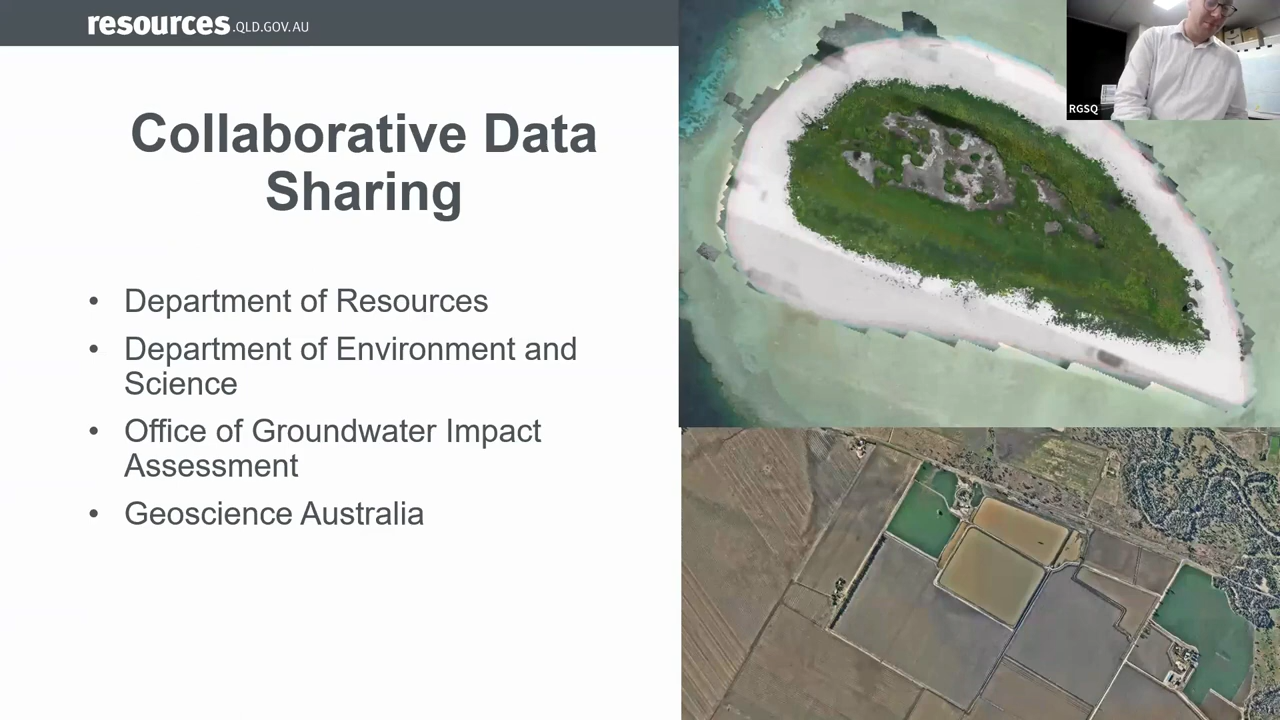 resources.QLD.GOV.AU
RGSQ
Collaborative Data
Sharing
• Department of Resources
• Department of Environment and
Science
• Office of Groundwater Impact
Assessment
• Geoscience Australia